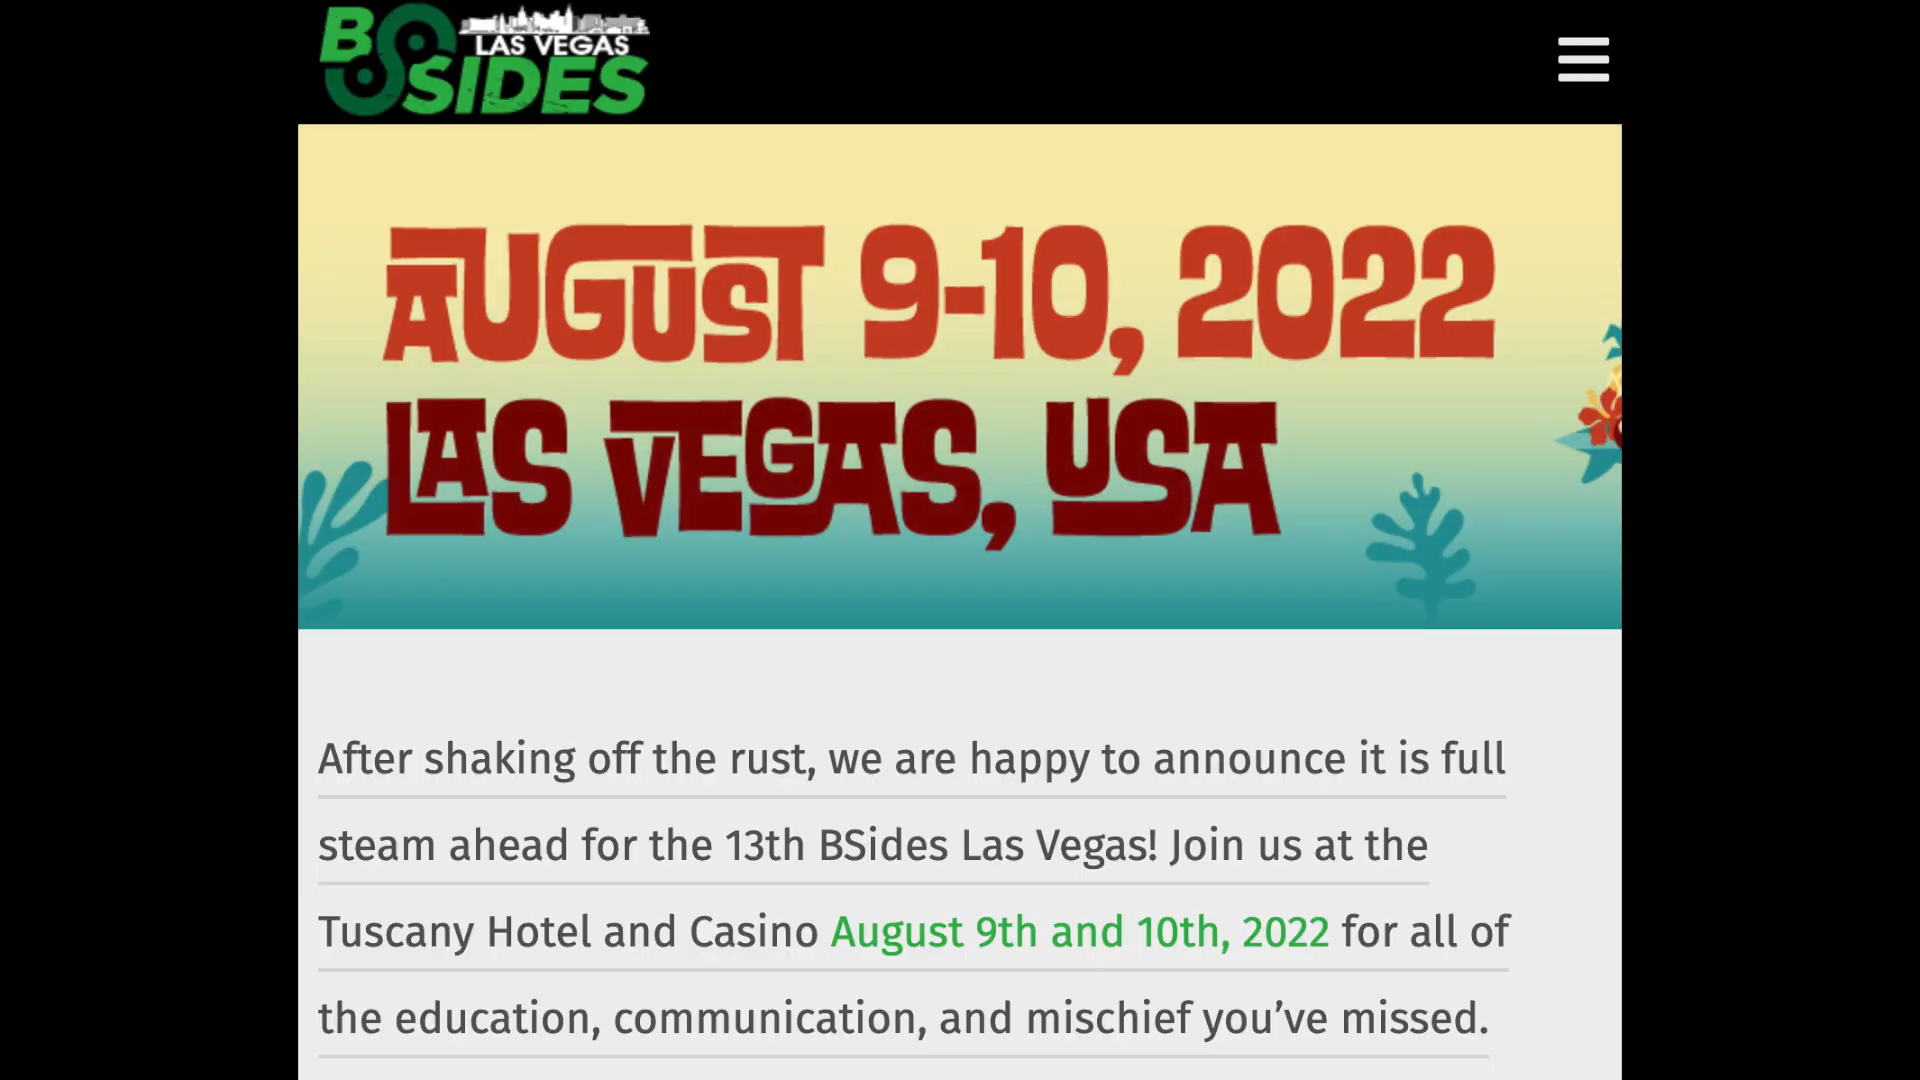 BSIDES
LAS VEGAS
AUGUST 9-10, 2022
LAS VEGAS, USA
After shaking off the rust, we are happy to announce it is full
steam ahead for the 13th BSides Las Vegas! Join us at the
Tuscany Hotel and Casino August 9th and 10th, 2022 for all of
the education, communication, and mischief you’ve missed.